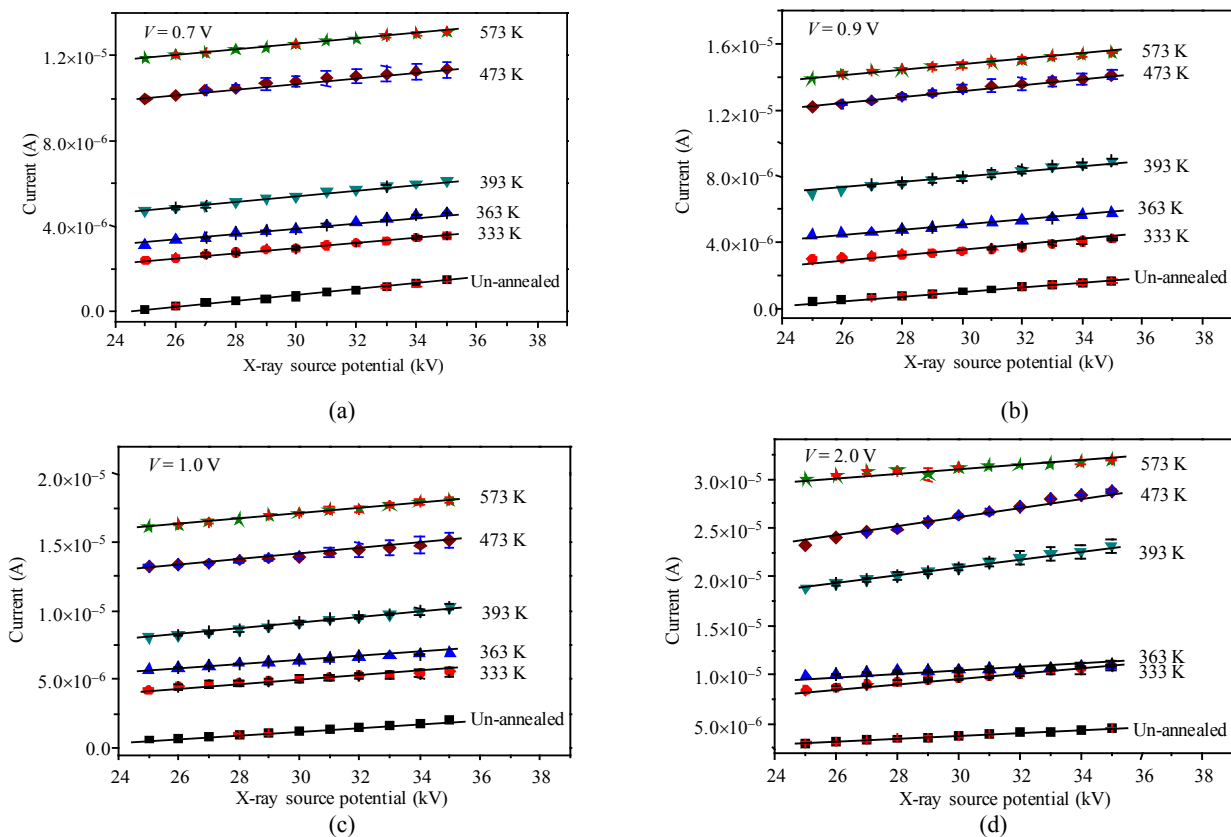 V = 0.7 V
573 K
473 K
393 K
363 K
333 K
Un-annealed
1.2×10⁻⁵
8.0×10⁻⁶
4.0×10⁻⁶
0.0
Current (A)
24 26 28 30 32 34 36 38
X-ray source potential (kV)
(a)
V = 0.9 V
573 K
473 K
393 K
363 K
333 K
Un-annealed
1.6×10⁻⁵
1.2×10⁻⁵
8.0×10⁻⁶
4.0×10⁻⁶
0.0
Current (A)
24 26 28 30 32 34 36 38
X-ray source potential (kV)
(b)
V = 1.0 V
573 K
473 K
393 K
363 K
333 K
Un-annealed
2.0×10⁻⁵
1.5×10⁻⁵
1.0×10⁻⁵
5.0×10⁻⁶
0.0
Current (A)
24 26 28 30 32 34 36 38
X-ray source potential (kV)
(c)
V = 2.0 V
573 K
473 K
393 K
363 K
333 K
Un-annealed
3.0×10⁻⁵
2.5×10⁻⁵
2.0×10⁻⁵
1.5×10⁻⁵
1.0×10⁻⁵
5.0×10⁻⁶
Current (A)
24 26 28 30 32 34 36 38
X-ray source potential (kV)
(d)